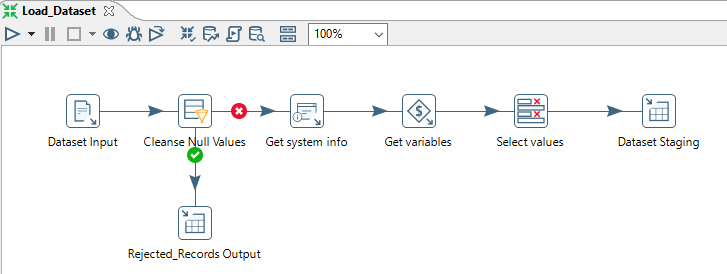 Load_Dataset
100%
Dataset Input
Cleanse Null Values
Get system info
Get variables
Select values
Dataset Staging
Rejected_Records Output